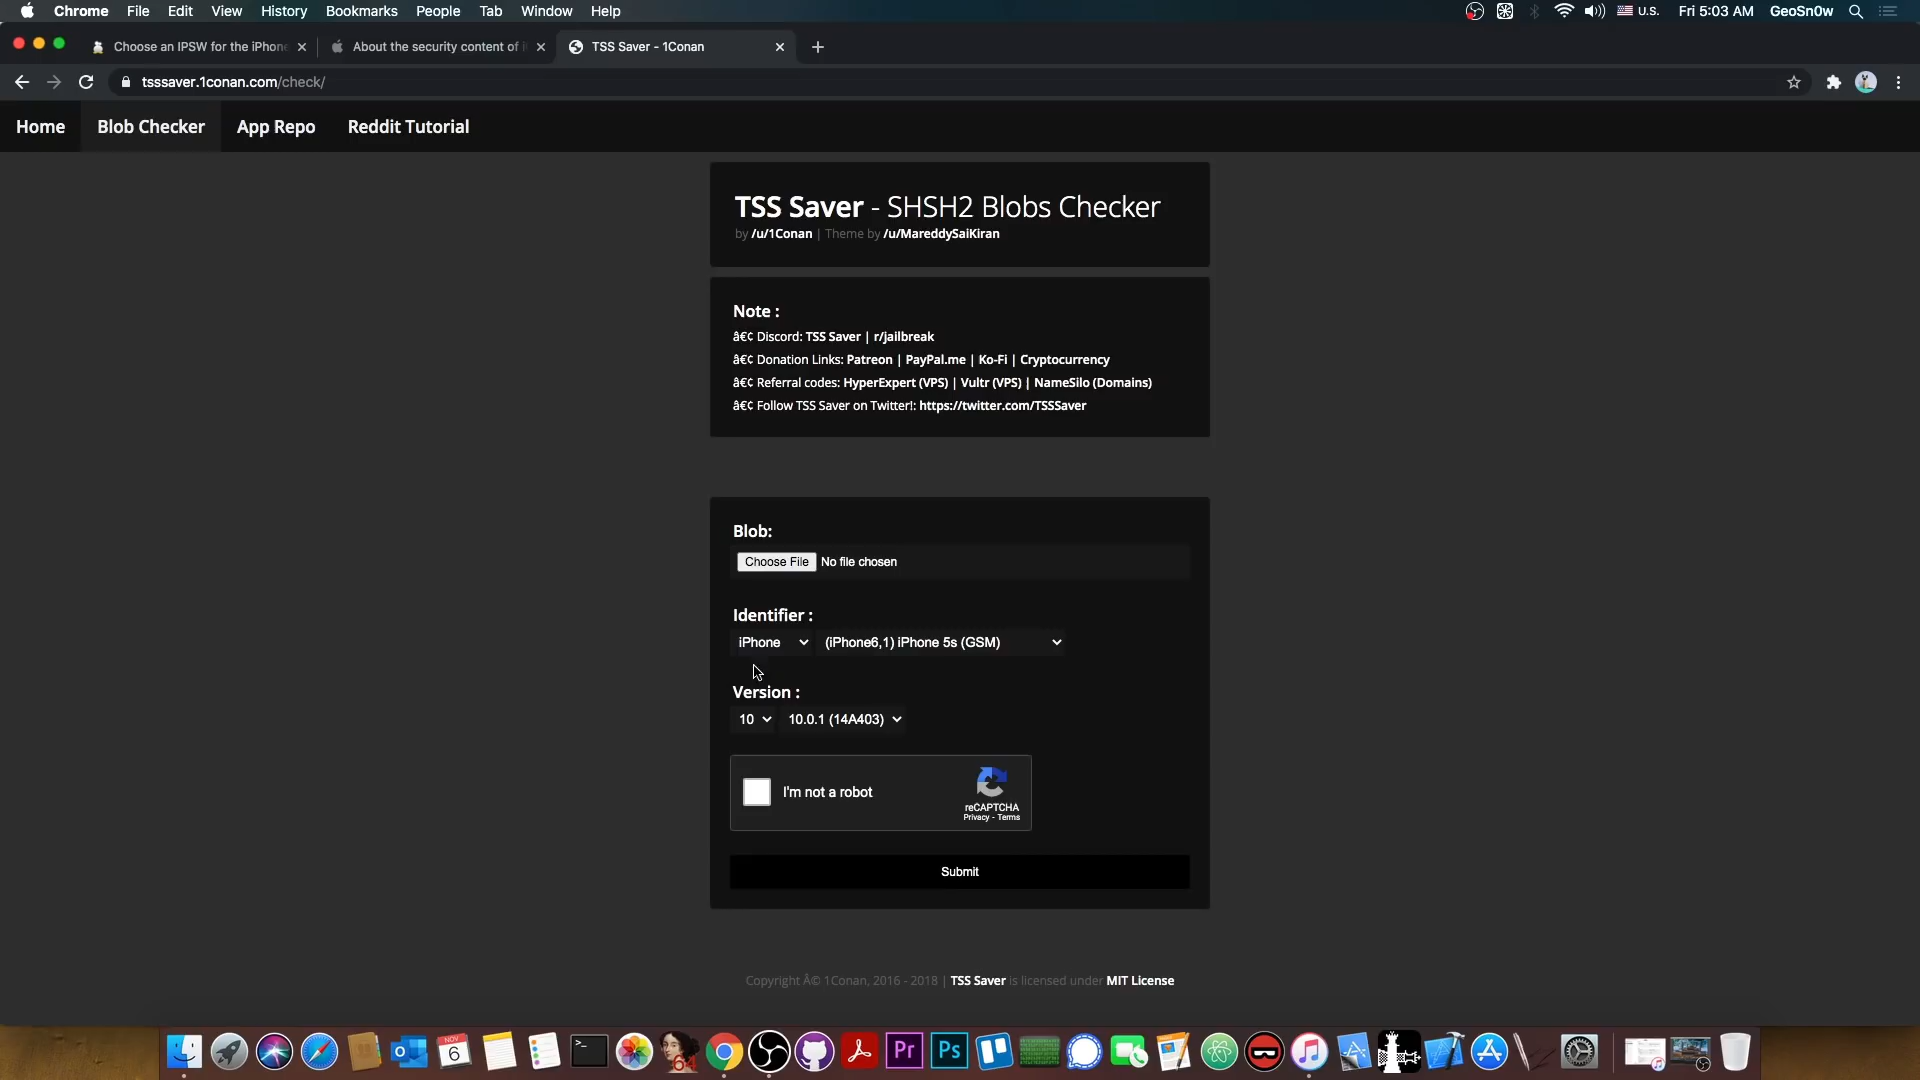 Chrome File Edit View History Bookmarks People Tab Window Help U.S. Fri 5:03 AM GeoSn0w
Choose an IPSW for the iPhone
About the security content of i
TSS Saver - 1Conan
tsssaver.1conan.com/check/
Home Blob Checker App Repo Reddit Tutorial
TSS Saver - SHSH2 Blobs Checker
by /u/1Conan | Theme by /u/MareddySaiKiran
Note :
â€¢ Discord: TSS Saver | r/jailbreak
â€¢ Donation Links: Patreon | PayPal.me | Ko-Fi | Cryptocurrency
â€¢ Referral codes: HyperExpert (VPS) | Vultr (VPS) | NameSilo (Domains)
â€¢ Follow TSS Saver on Twitter!: https://twitter.com/TSSSaver
Blob:
Choose File No file chosen
Identifier :
iPhone (iPhone6,1) iPhone 5s (GSM)
Version :
10 10.0.1 (14A403)
I'm not a robot
reCAPTCHA
Privacy - Terms
Submit
Copyright Â© 1Conan, 2016 - 2018 | TSS Saver is licensed under MIT License
NOV
6
64
Pr
Ps